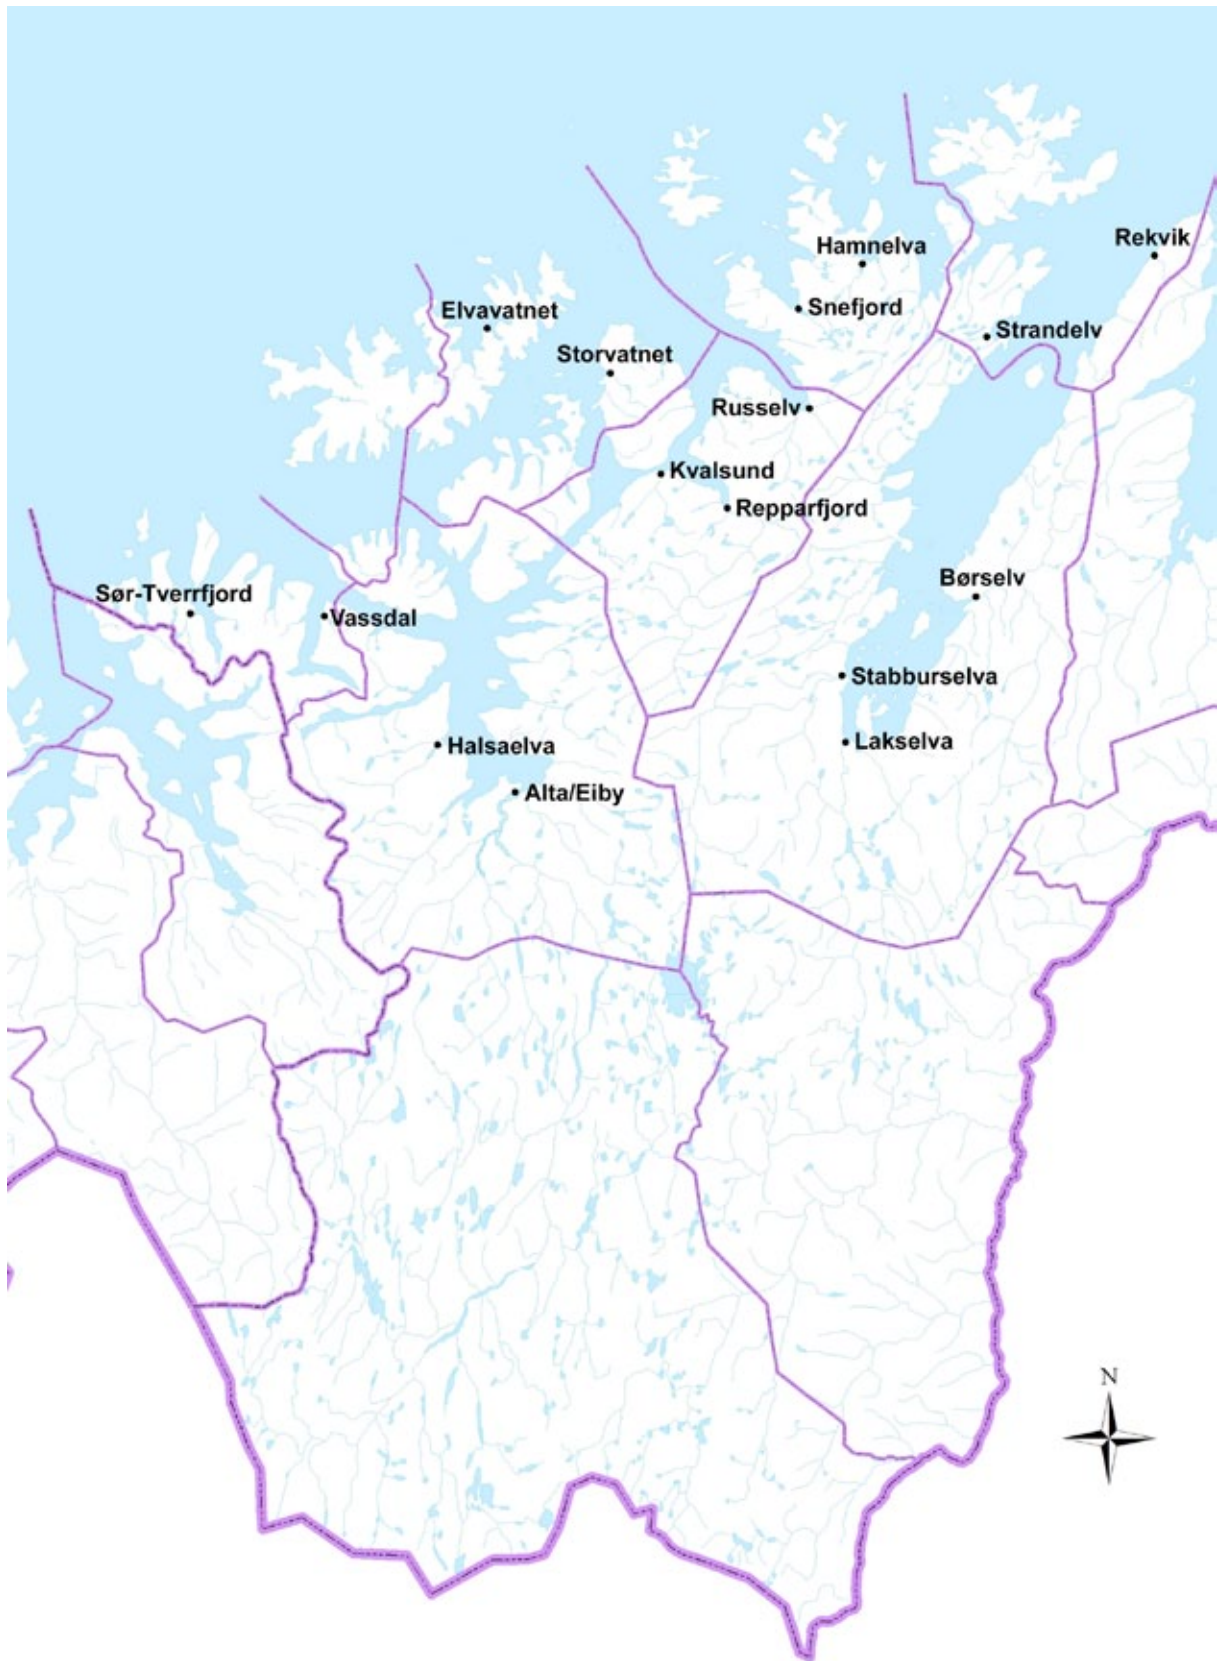 Rekvik
Hamnelva
Snefjord
Elvavatnet
Strandelv
Storvatnet
Russelv
Kvalsund
Repparfjord
Børselv
Sør-Tverrfjord
Vassdal
Stabburselva
Lakselva
Halsaelva
Alta/Eiby
N